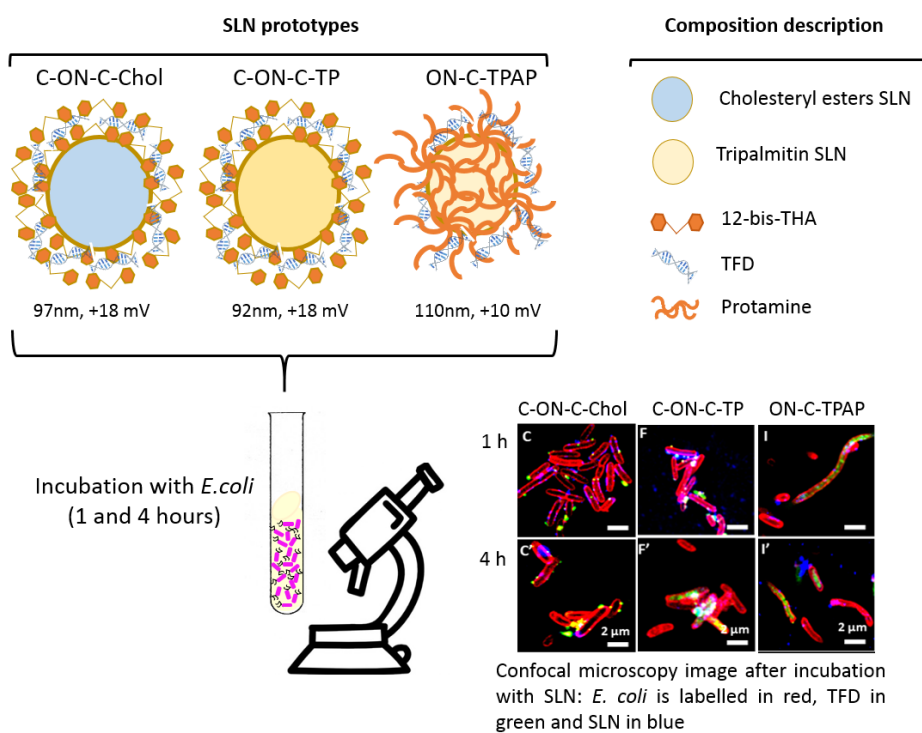 SLN prototypes
C-ON-C-Chol
C-ON-C-TP
ON-C-TPAP
97nm, +18 mV
92nm, +18 mV
110nm, +10 mV
Composition description
Cholesteryl esters SLN
Tripalmitin SLN
12-bis-THA
TFD
Protamine
Incubation with E.coli
(1 and 4 hours)
C-ON-C-Chol
C-ON-C-TP
ON-C-TPAP
1 h
C
F
I
4 h
C'
F'
I'
2 µm
2 µm
2 µm
Confocal microscopy image after incubation
with SLN: E. coli is labelled in red, TFD in
green and SLN in blue